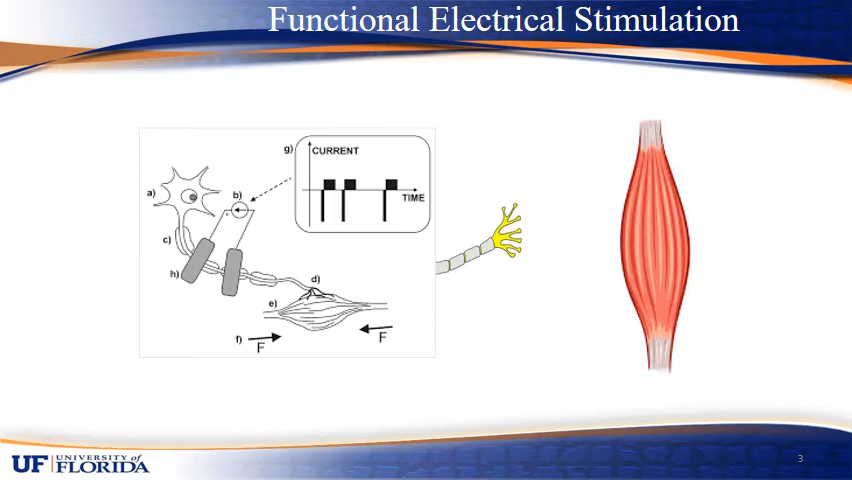 Functional Electrical Stimulation
g)
CURRENT
TIME
a)
b)
c)
h)
d)
e)
f)
F
F
UF UNIVERSITY of
FLORIDA
3